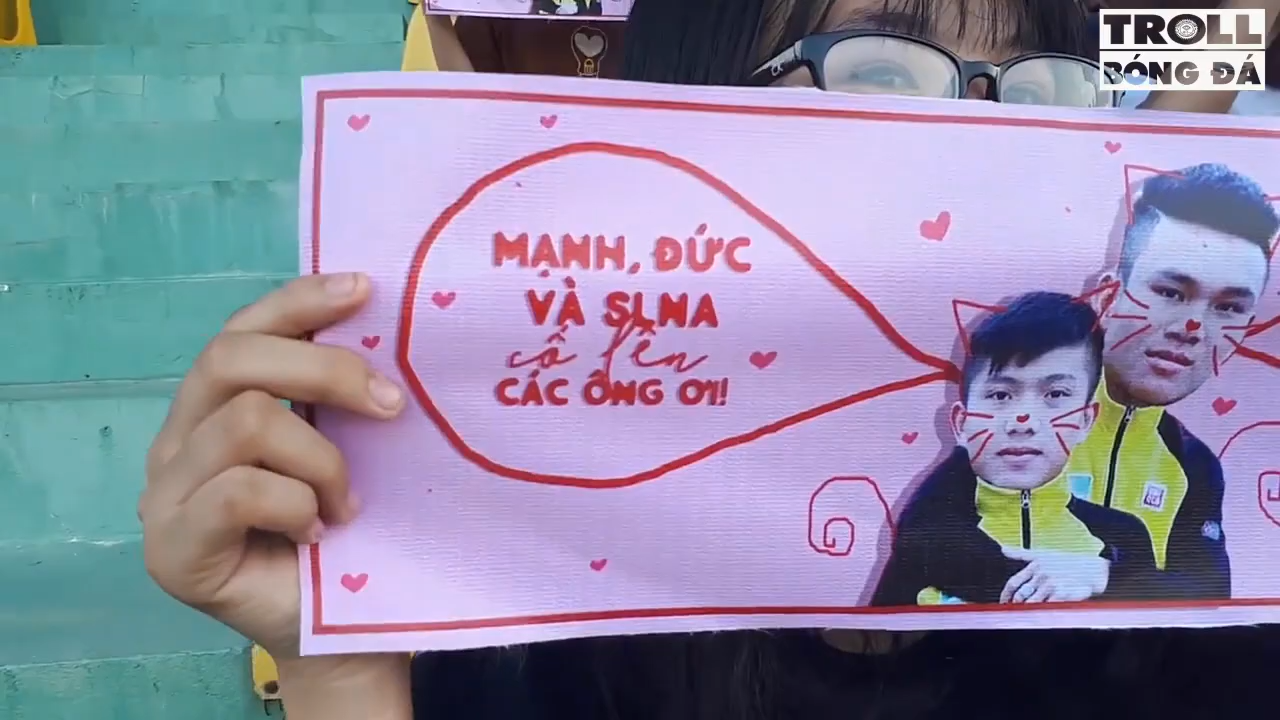 TROLL
BÓNG ĐÁ
MẠNH, ĐỨC
VÀ SLNA
cố lên
CÁC ÔNG ƠI!